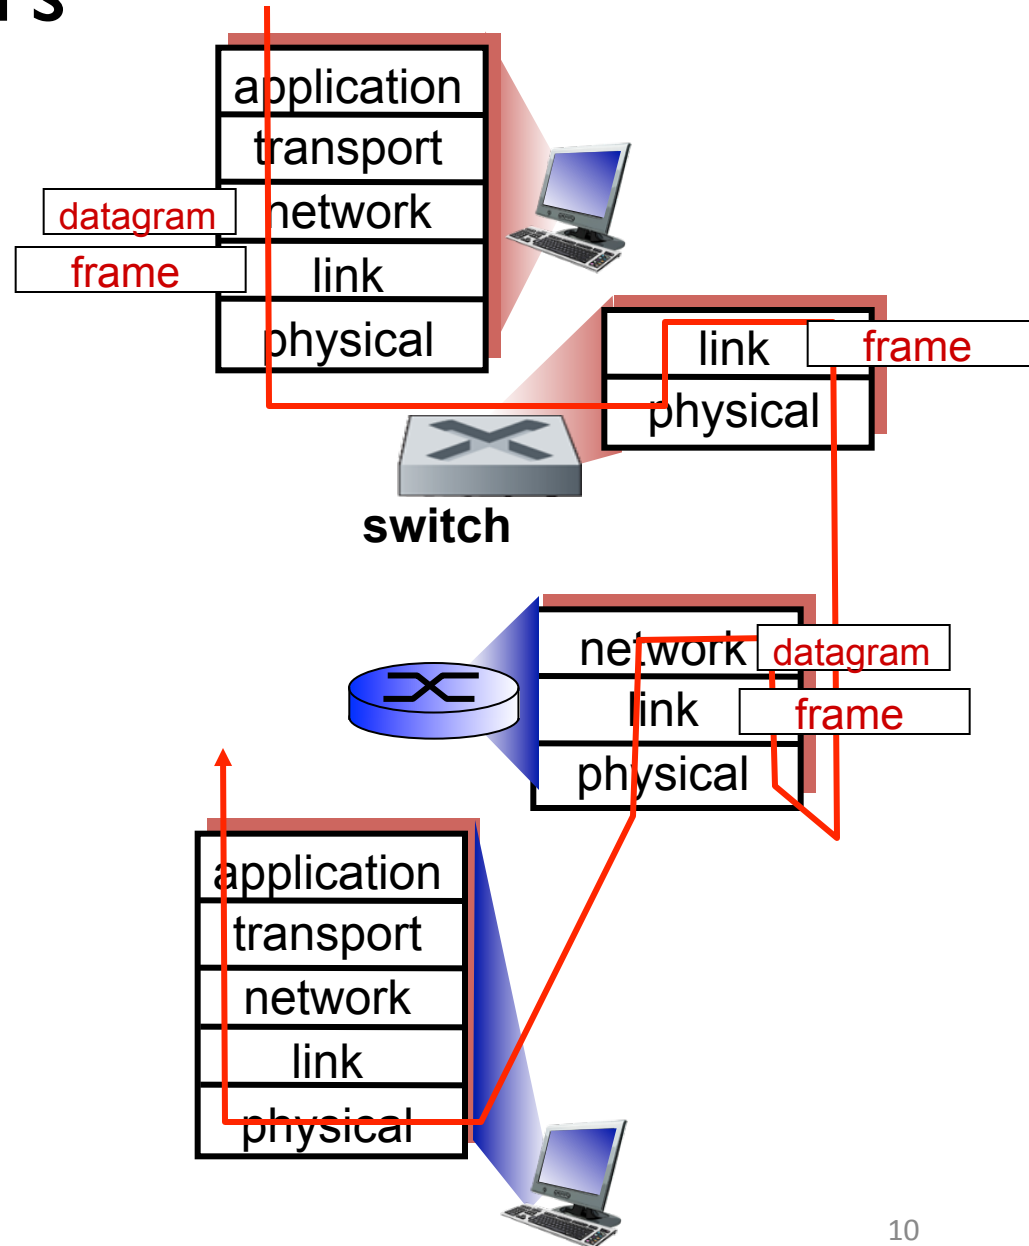 application
transport
datagram network
frame link
physical
link frame
physical
switch
network datagram
link frame
physical
application
transport
network
link
physical
10